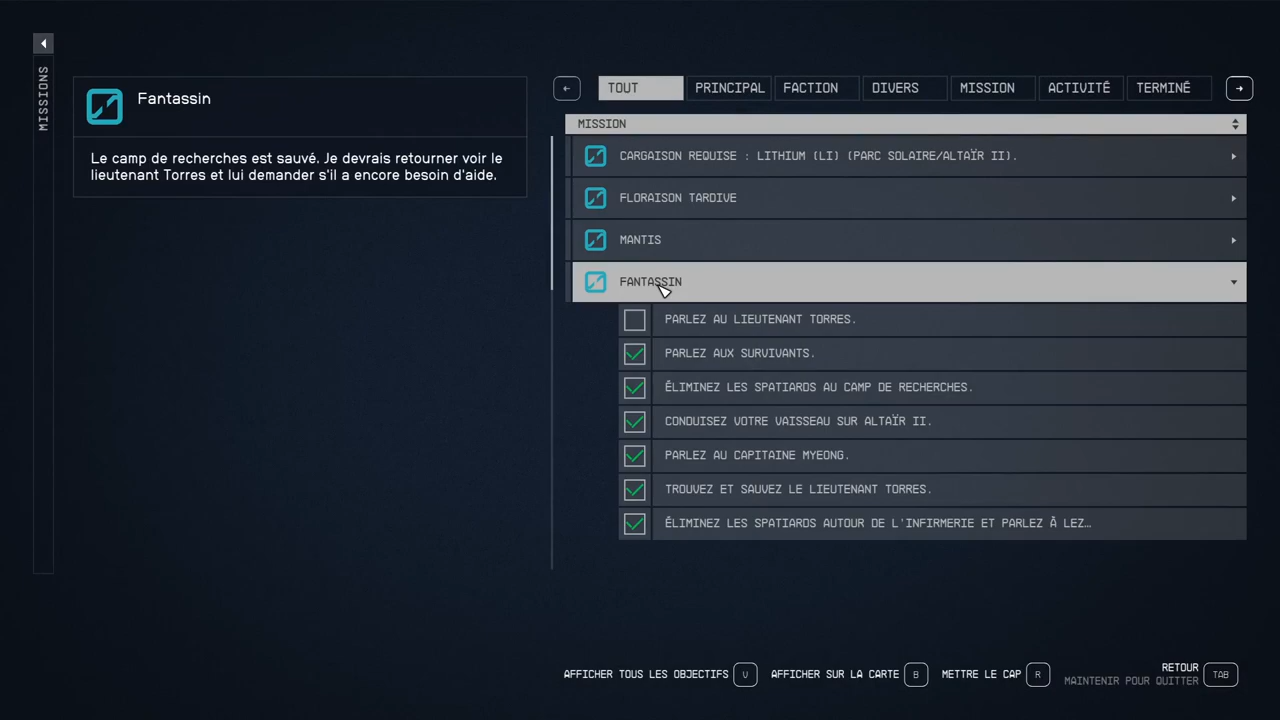 MISSIONS
Fantassin
Le camp de recherches est sauvé. Je devrais retourner voir le
lieutenant Torres et lui demander s'il a encore besoin d'aide.
TOUT
PRINCIPAL
FACTION
DIVERS
MISSION
ACTIVITÉ
TERMINÉ
MISSION
CARGAISON REQUISE : LITHIUM (LI) (PARC SOLAIRE/ALTAÏR II).
FLORAISON TARDIVE
MANTIS
FANTASSIN
PARLEZ AU LIEUTENANT TORRES.
PARLEZ AUX SURVIVANTS.
ÉLIMINEZ LES SPATIARDS AU CAMP DE RECHERCHES.
CONDUISEZ VOTRE VAISSEAU SUR ALTAÏR II.
PARLEZ AU CAPITAINE MYEONG.
TROUVEZ ET SAUVEZ LE LIEUTENANT TORRES.
ÉLIMINEZ LES SPATIARDS AUTOUR DE L'INFIRMERIE ET PARLEZ À LEZ…
AFFICHER TOUS LES OBJECTIFS V
AFFICHER SUR LA CARTE B
METTRE LE CAP R
RETOUR
MAINTENIR POUR QUITTER TAB